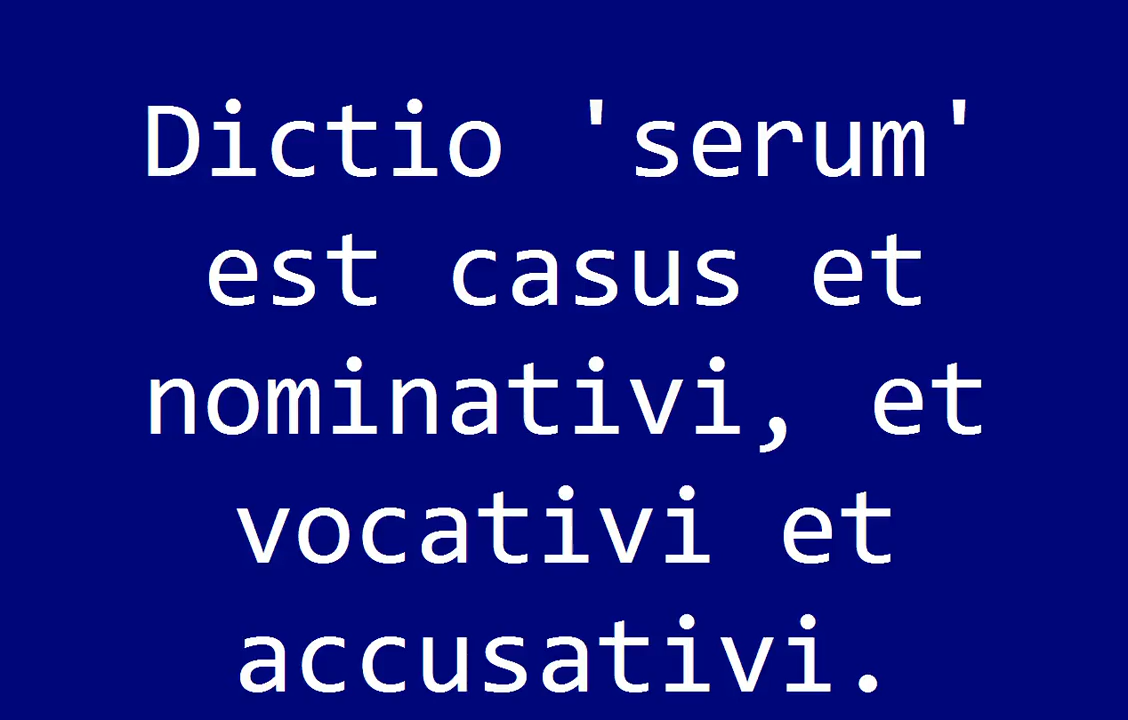 Dictio 'serum'
est casus et
nominativi, et
vocativi et
accusativi.